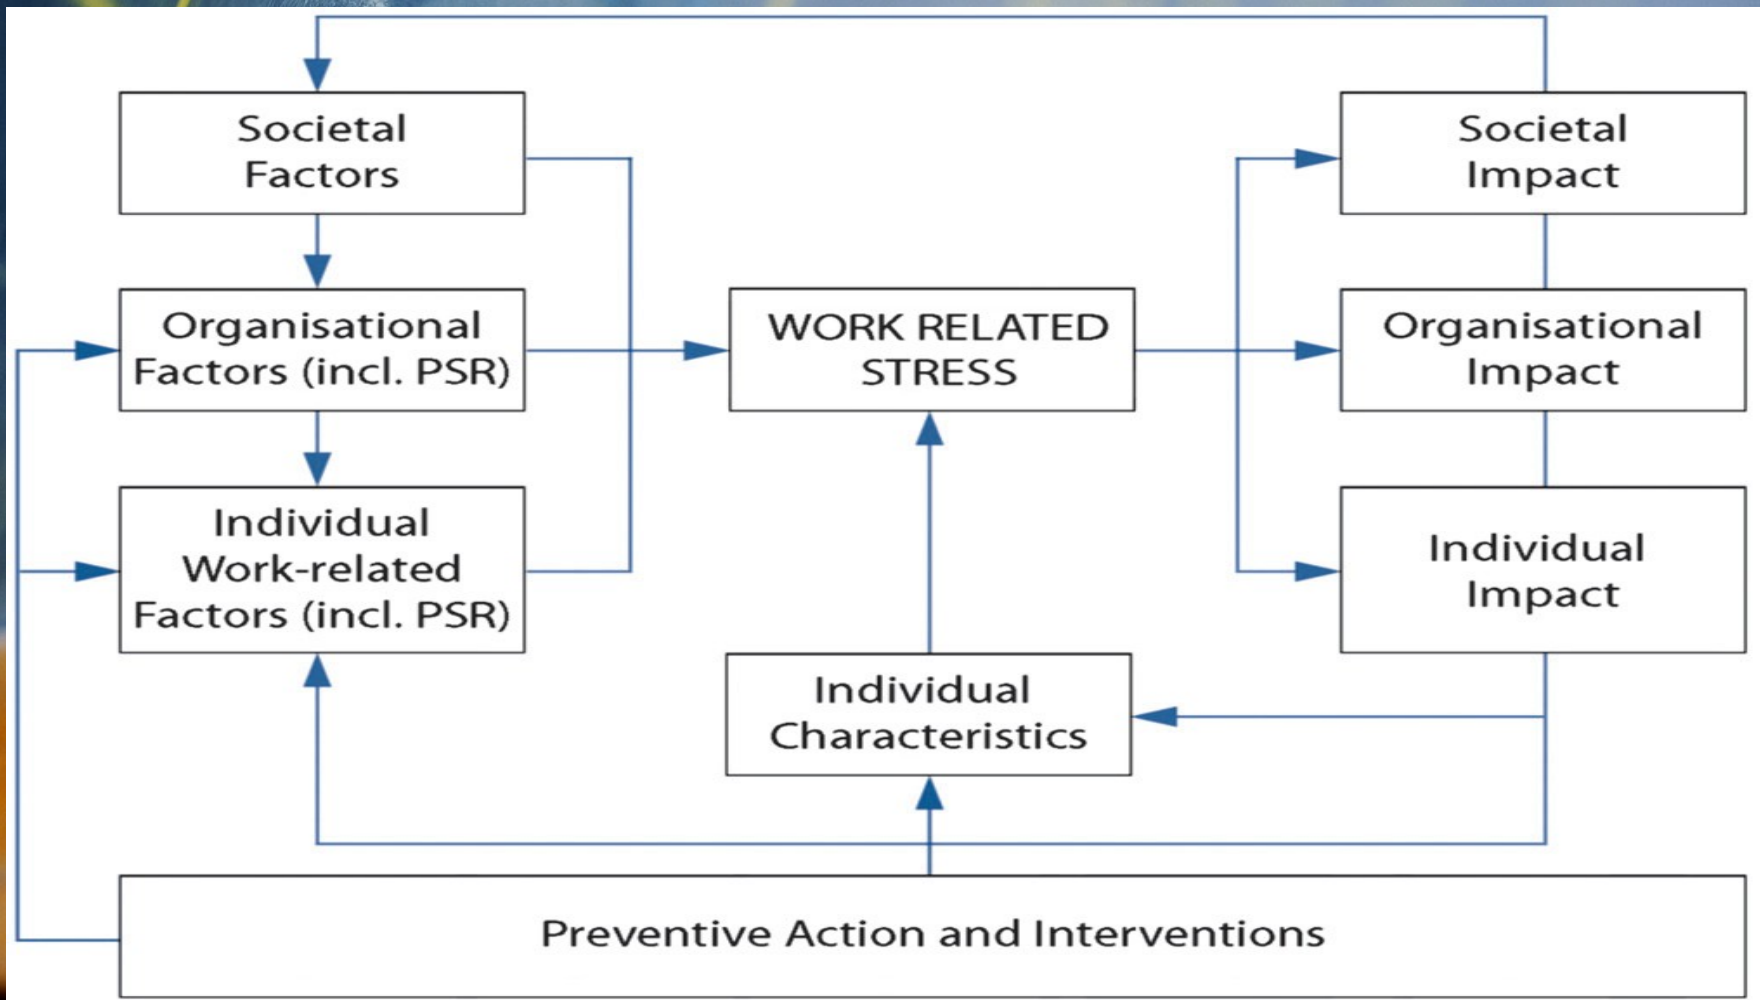 Societal
Factors
Societal
Impact
Organisational
Factors (incl. PSR)
WORK RELATED
STRESS
Organisational
Impact
Individual
Work-related
Factors (incl. PSR)
Individual
Impact
Individual
Characteristics
Preventive Action and Interventions